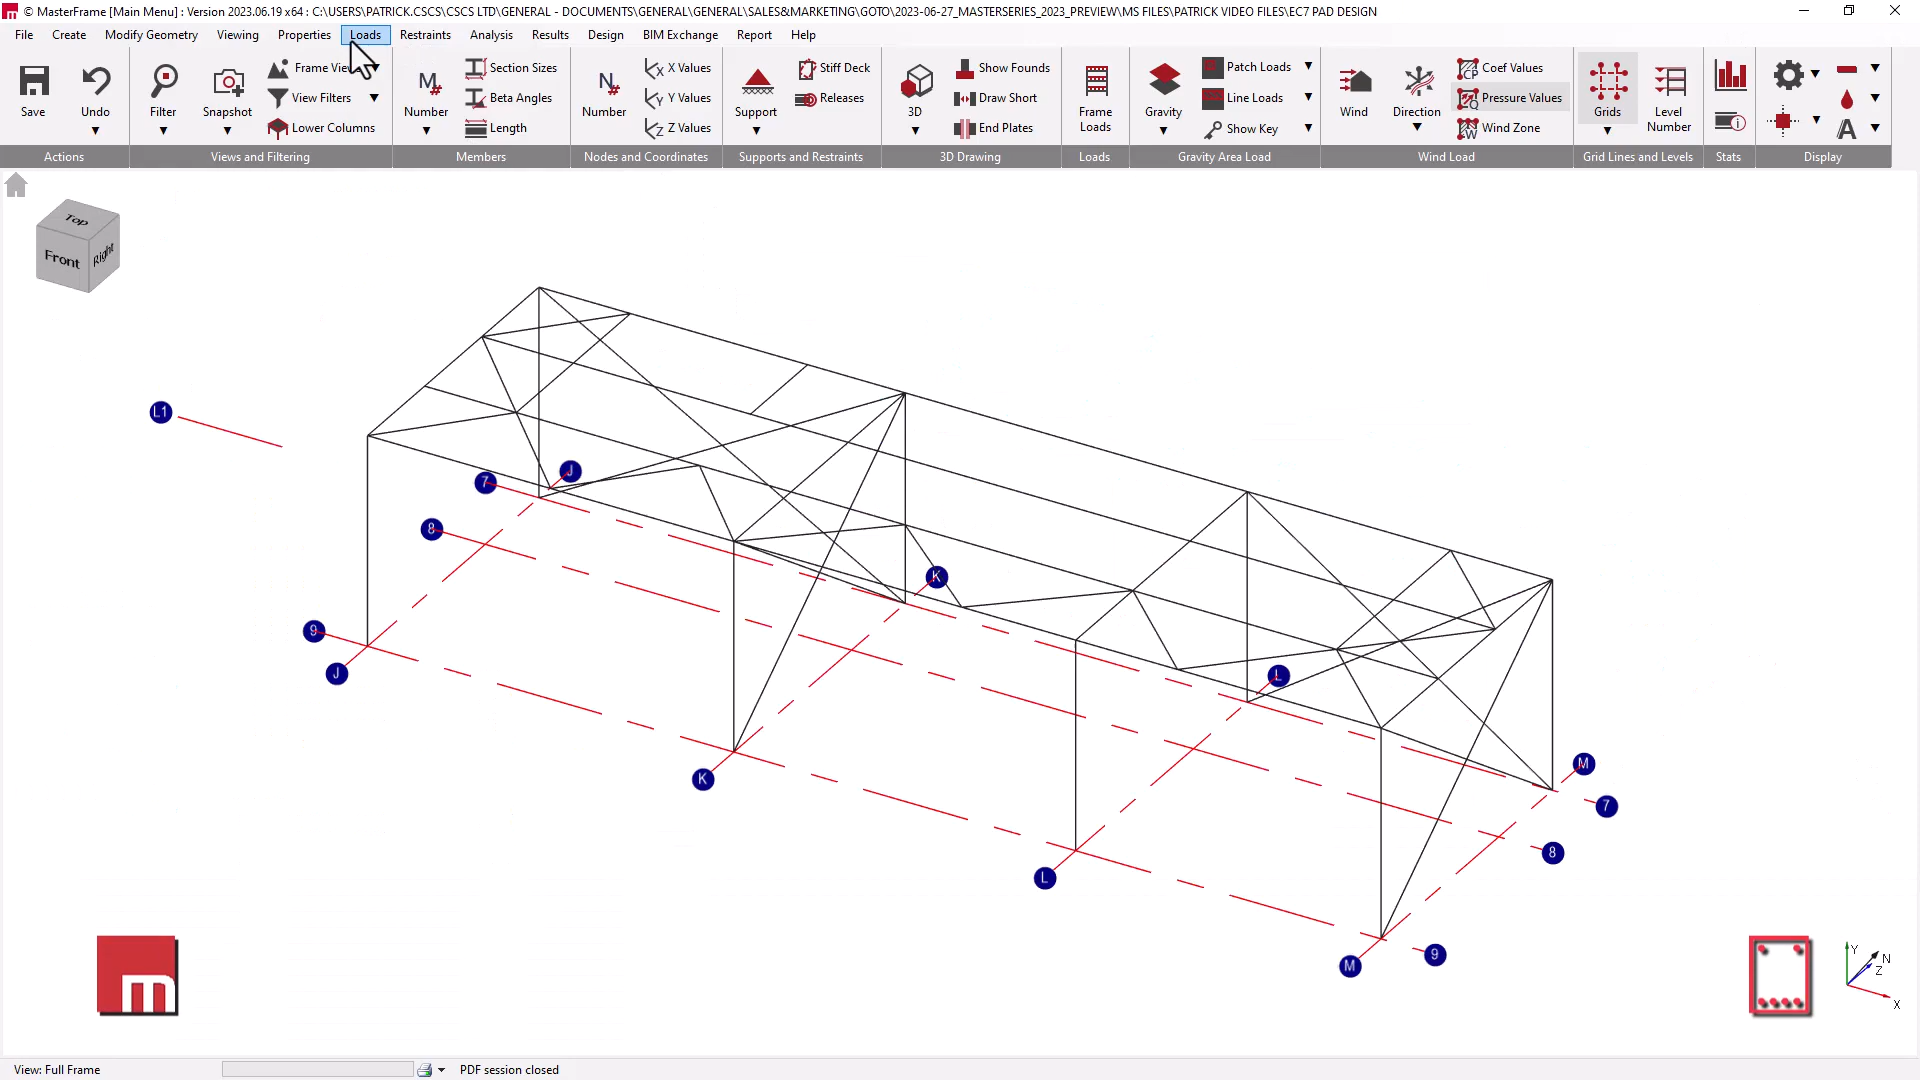 © MasterFrame [Main Menu] : Version 2023.06.19 x64 : C:\USERS\PATRICK.CSCS\CSCS LTD\GENERAL - DOCUMENTS\GENERAL\GENERAL\SALES&MARKETING\GOTO\2023-06-27_MASTERSERIES_2023_PREVIEW\MS FILES\PATRICK VIDEO FILES\EC7 PAD DESIGN
File Create Modify Geometry Viewing Properties Loads Restraints Analysis Results Design BIM Exchange Report Help
Save Undo Filter Snapshot
View Filters
Lower Columns
Number
Section Sizes
Beta Angles
Length
Number
X Values
Y Values
Z Values
Support
Stiff Deck
Releases
3D
Show Founds
Draw Short
End Plates
Frame
Loads
Gravity
Patch Loads
Line Loads
Show Key
Wind
Direction
Coef Values
Pressure Values
Wind Zone
Grids
Level
Number
Actions Views and Filtering Members Nodes and Coordinates Supports and Restraints 3D Drawing Loads Gravity Area Load Wind Load Grid Lines and Levels Stats Display
Top
Front
Right
L1
J
7
8
K
9
J
L
M
K
7
8
L
9
M
m
Y
N
Z
X
View: Full Frame
PDF session closed